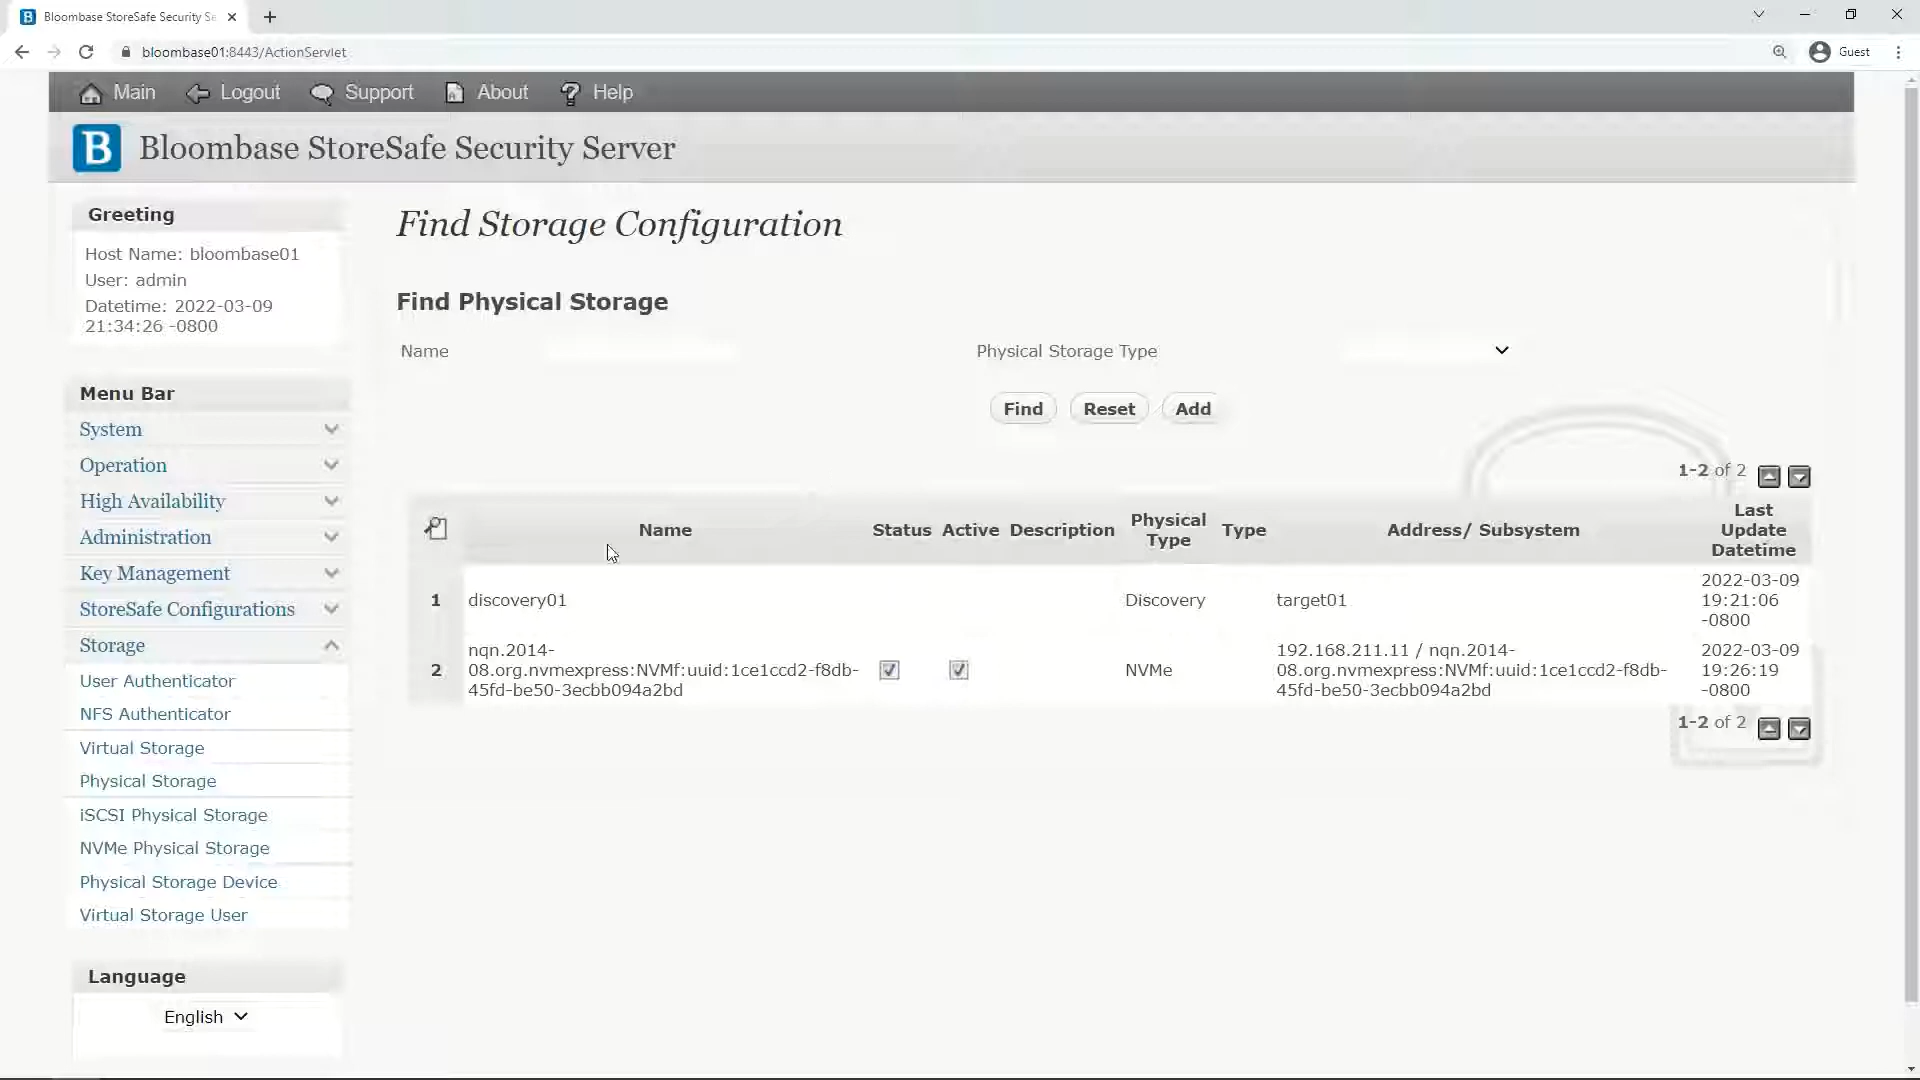 Bloombase StoreSafe Security Se
bloombase01:8443/ActionServlet
Guest
Main
Logout
Support
About
Help
B Bloombase StoreSafe Security Server
Greeting
Host Name: bloombase01
User: admin
Datetime: 2022-03-09
21:34:26 -0800
Menu Bar
System
Operation
High Availability
Administration
Key Management
StoreSafe Configurations
Storage
User Authenticator
NFS Authenticator
Virtual Storage
Physical Storage
iSCSI Physical Storage
NVMe Physical Storage
Physical Storage Device
Virtual Storage User
Language
English
Find Storage Configuration
Find Physical Storage
Name
Physical Storage Type
Find
Reset
Add
1-2 of 2
Name
Status
Active
Description
Physical
Type
Type
Address/ Subsystem
Last
Update
Datetime
1
discovery01
Discovery
target01
2022-03-09
19:21:06
-0800
2
nqn.2014-
08.org.nvmexpress:NVMf:uuid:1ce1ccd2-f8db-
45fd-be50-3ecbb094a2bd
NVMe
192.168.211.11 / nqn.2014-
08.org.nvmexpress:NVMf:uuid:1ce1ccd2-f8db-
45fd-be50-3ecbb094a2bd
2022-03-09
19:26:19
-0800
1-2 of 2